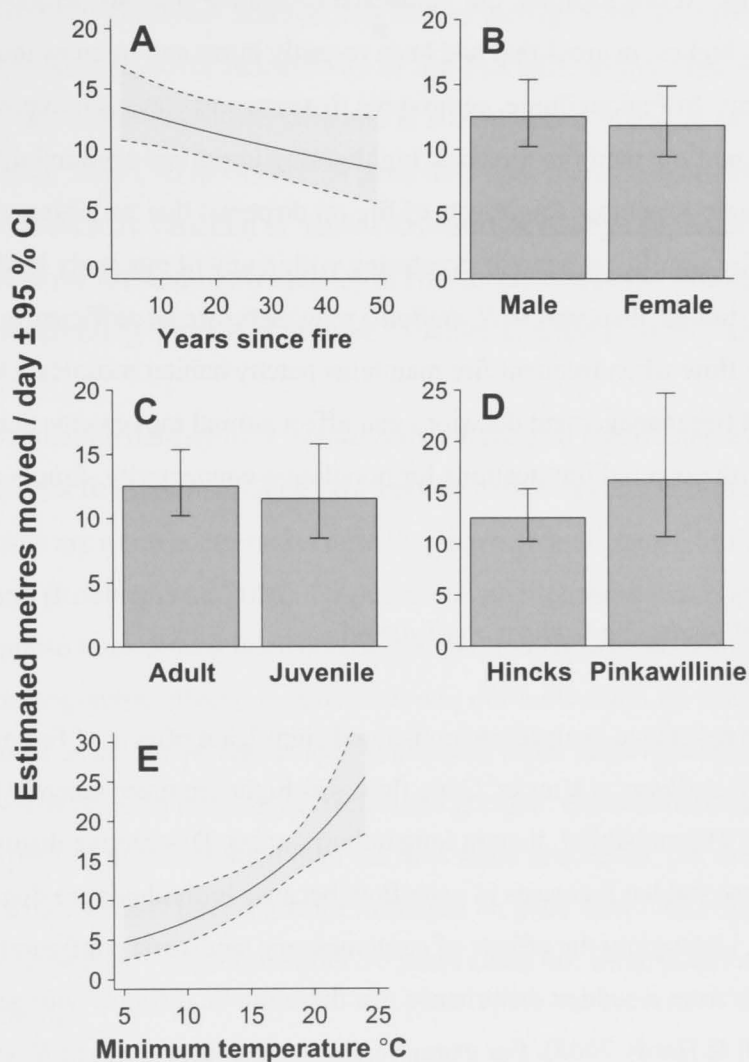 Estimated metres moved / day ± 95 % CI
A
20
15
10
5
0
10 20 30 40 50
Years since fire
B
20
15
10
5
0
Male Female
C
20
15
10
5
0
Adult Juvenile
D
25
20
15
10
5
0
Hincks Pinkawillinie
E
30
25
20
15
10
5
0
5 10 15 20 25
Minimum temperature °C